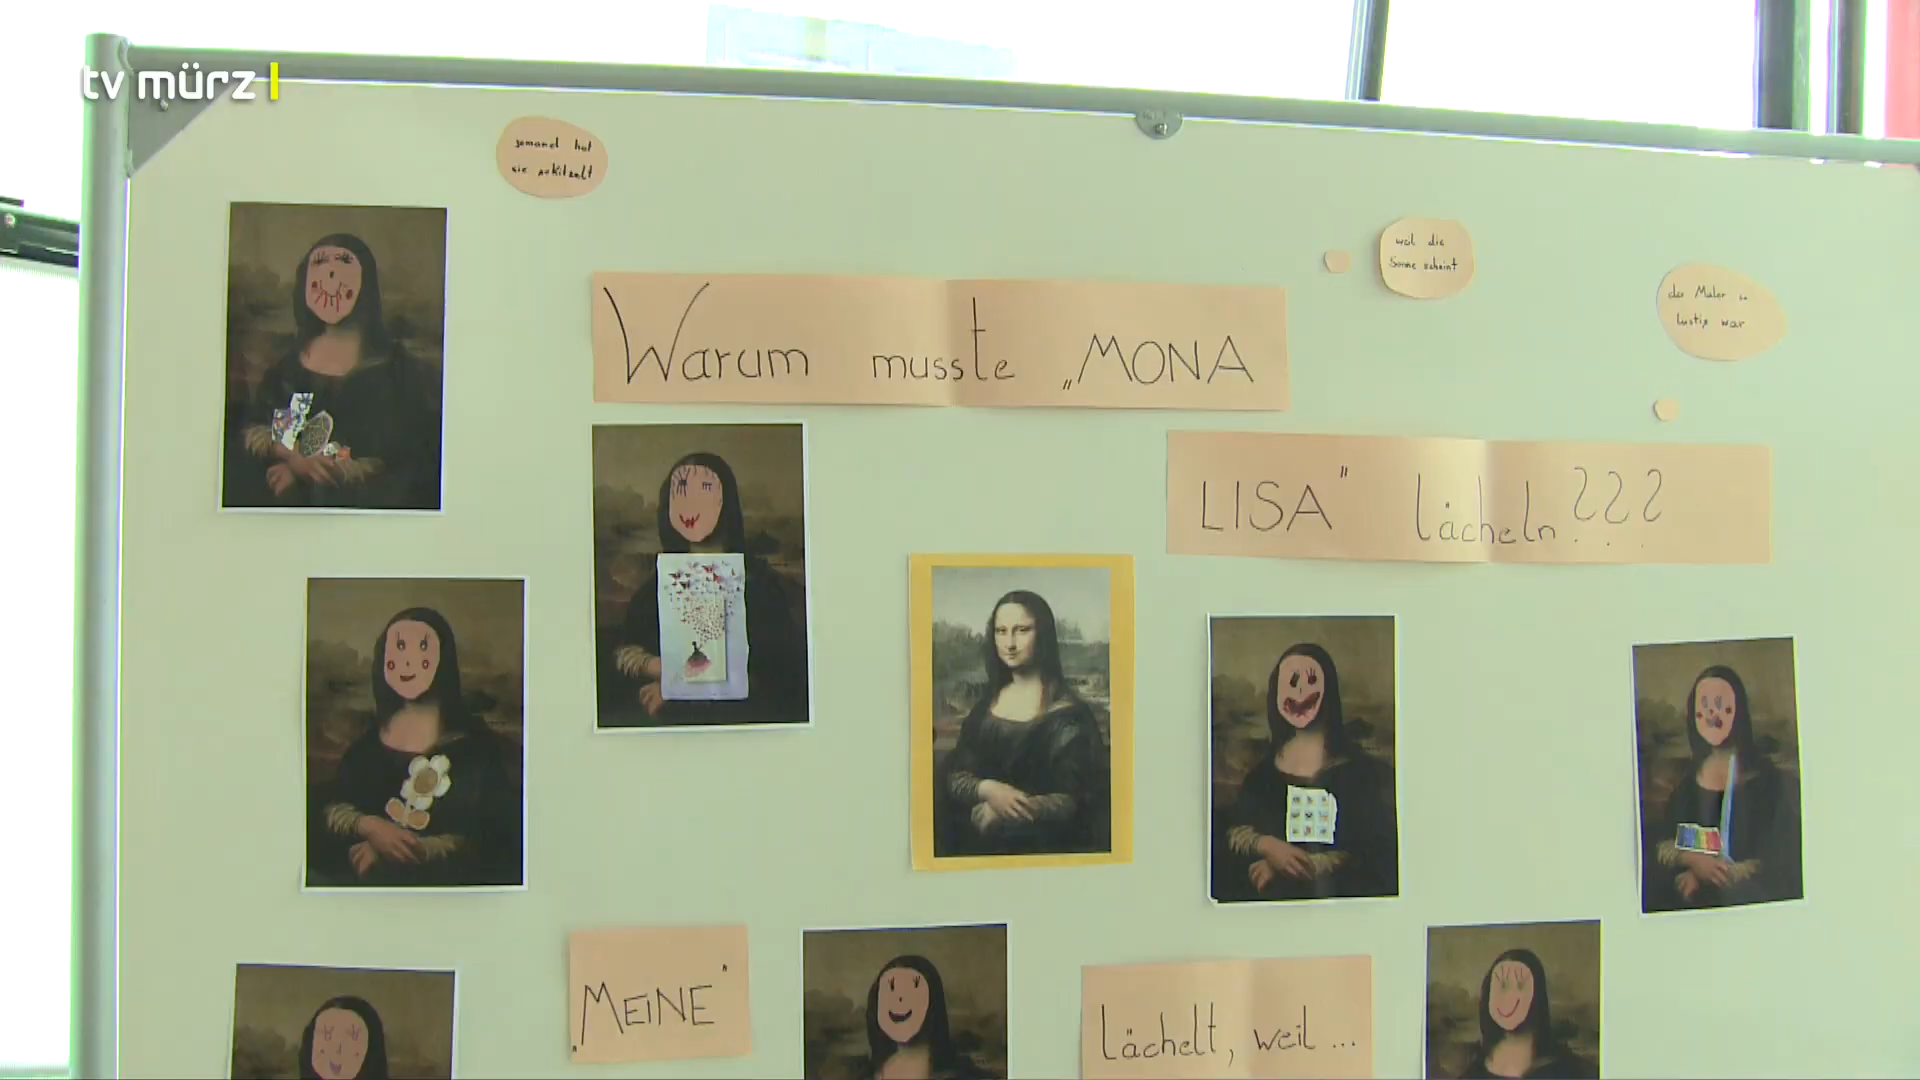 tv mürz
jemand hat
sie gekitzelt
weil die
Sonne scheint
der Maler so
lustig war
Warum musste „MONA
LISA" lächeln???
„MEINE"
lächelt, weil ...